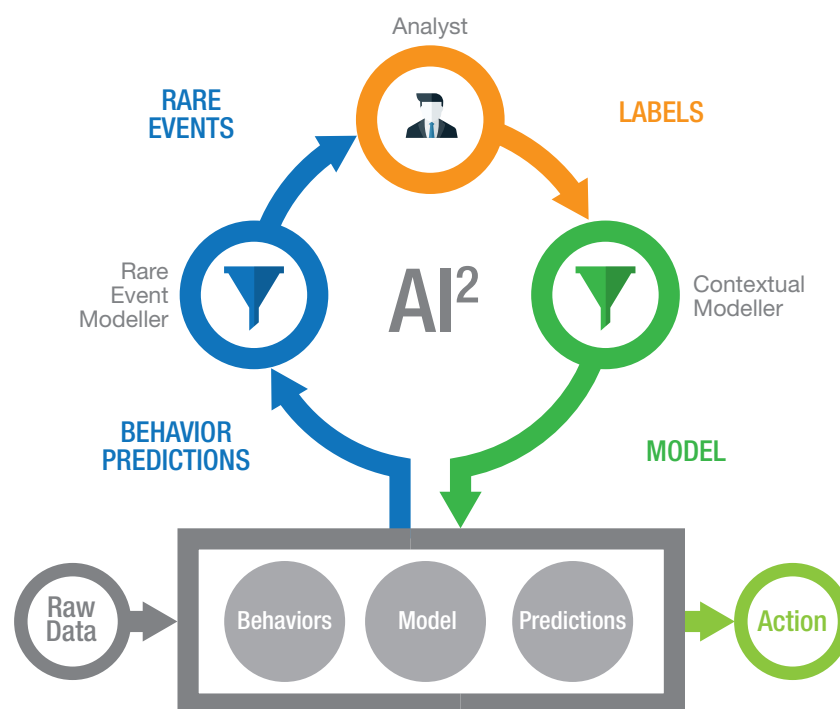 Analyst
RARE
EVENTS
LABELS
Rare
Event
Modeller
AI²
Contextual
Modeller
BEHAVIOR
PREDICTIONS
MODEL
Raw
Data
Behaviors
Model
Predictions
Action